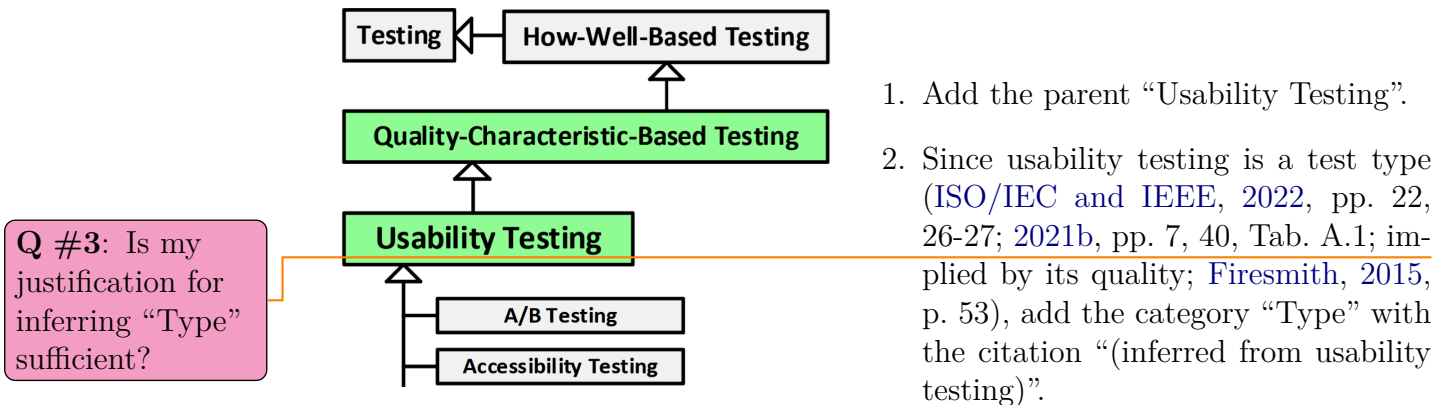 Testing
How-Well-Based Testing
Quality-Characteristic-Based Testing
Usability Testing
A/B Testing
Accessibility Testing
Q #3: Is my
justification for
inferring “Type”
sufficient?
1. Add the parent “Usability Testing”.
2. Since usability testing is a test type
(ISO/IEC and IEEE, 2022, pp. 22,
26-27; 2021b, pp. 7, 40, Tab. A.1; im-
plied by its quality; Firesmith, 2015,
p. 53), add the category “Type” with
the citation “(inferred from usability
testing)”.